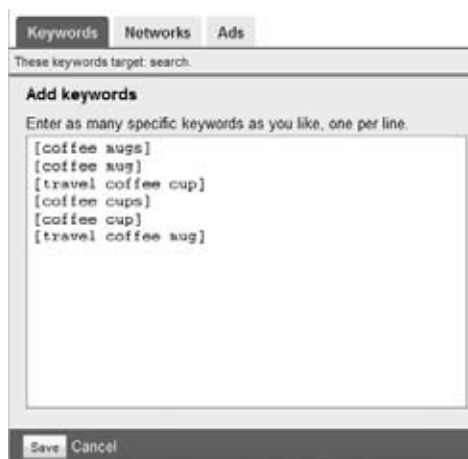 Keywords Networks Ads
These keywords target: search.
Add keywords
Enter as many specific keywords as you like, one per line.
[coffee mugs]
[coffee mug]
[travel coffee cup]
[coffee cups]
[coffee cup]
[travel coffee mug]
Save Cancel